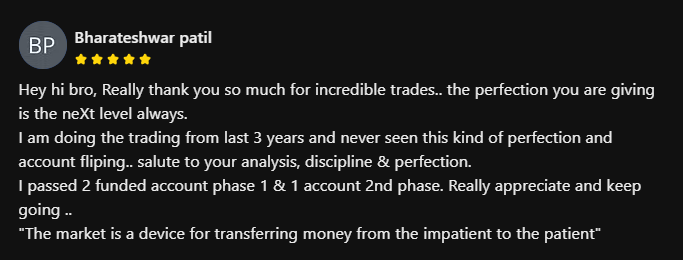 BP
Bharateshwar patil
Hey hi bro, Really thank you so much for incredible trades.. the perfection you are giving
is the neXt level always.
I am doing the trading from last 3 years and never seen this kind of perfection and
account fliping.. salute to your analysis, discipline & perfection.
I passed 2 funded account phase 1 & 1 account 2nd phase. Really appreciate and keep
going ..
"The market is a device for transferring money from the impatient to the patient"